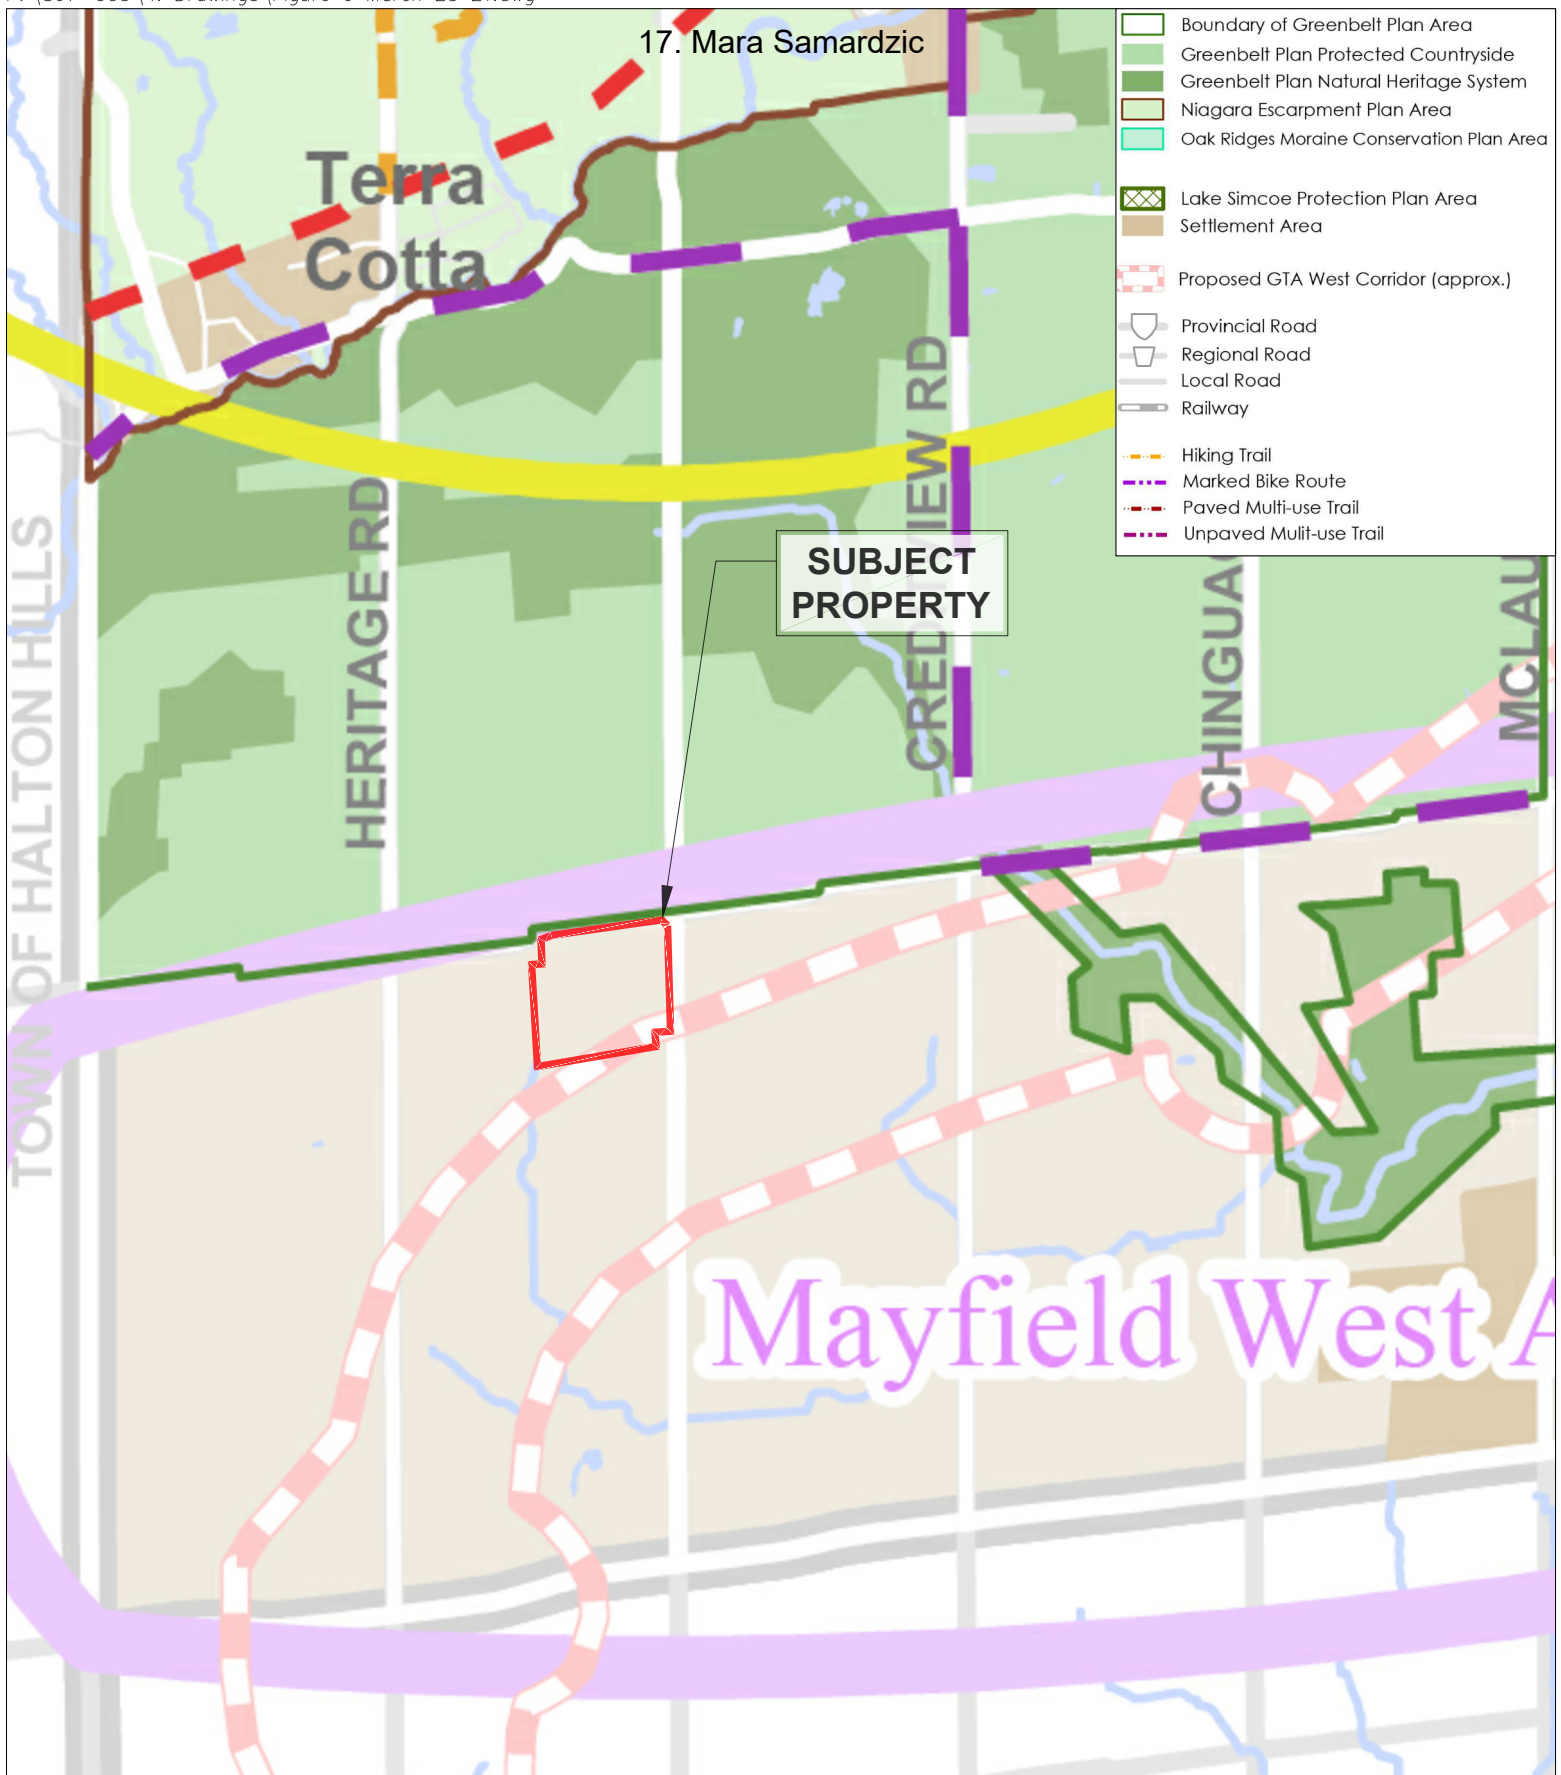 17. Mara Samardzic
Boundary of Greenbelt Plan Area
Greenbelt Plan Protected Countryside
Greenbelt Plan Natural Heritage System
Niagara Escarpment Plan Area
Oak Ridges Moraine Conservation Plan Area
Lake Simcoe Protection Plan Area
Settlement Area
Proposed GTA West Corridor (approx.)
Provincial Road
Regional Road
Local Road
Railway
Hiking Trail
Marked Bike Route
Paved Multi-use Trail
Unpaved Mulit-use Trail
Terra
Cotta
SUBJECT
PROPERTY
TOWN OF HALTON HILLS
HERITAGE RD
CREDITVIEW RD
CHINGUAC
MCLAU
Mayfield West A